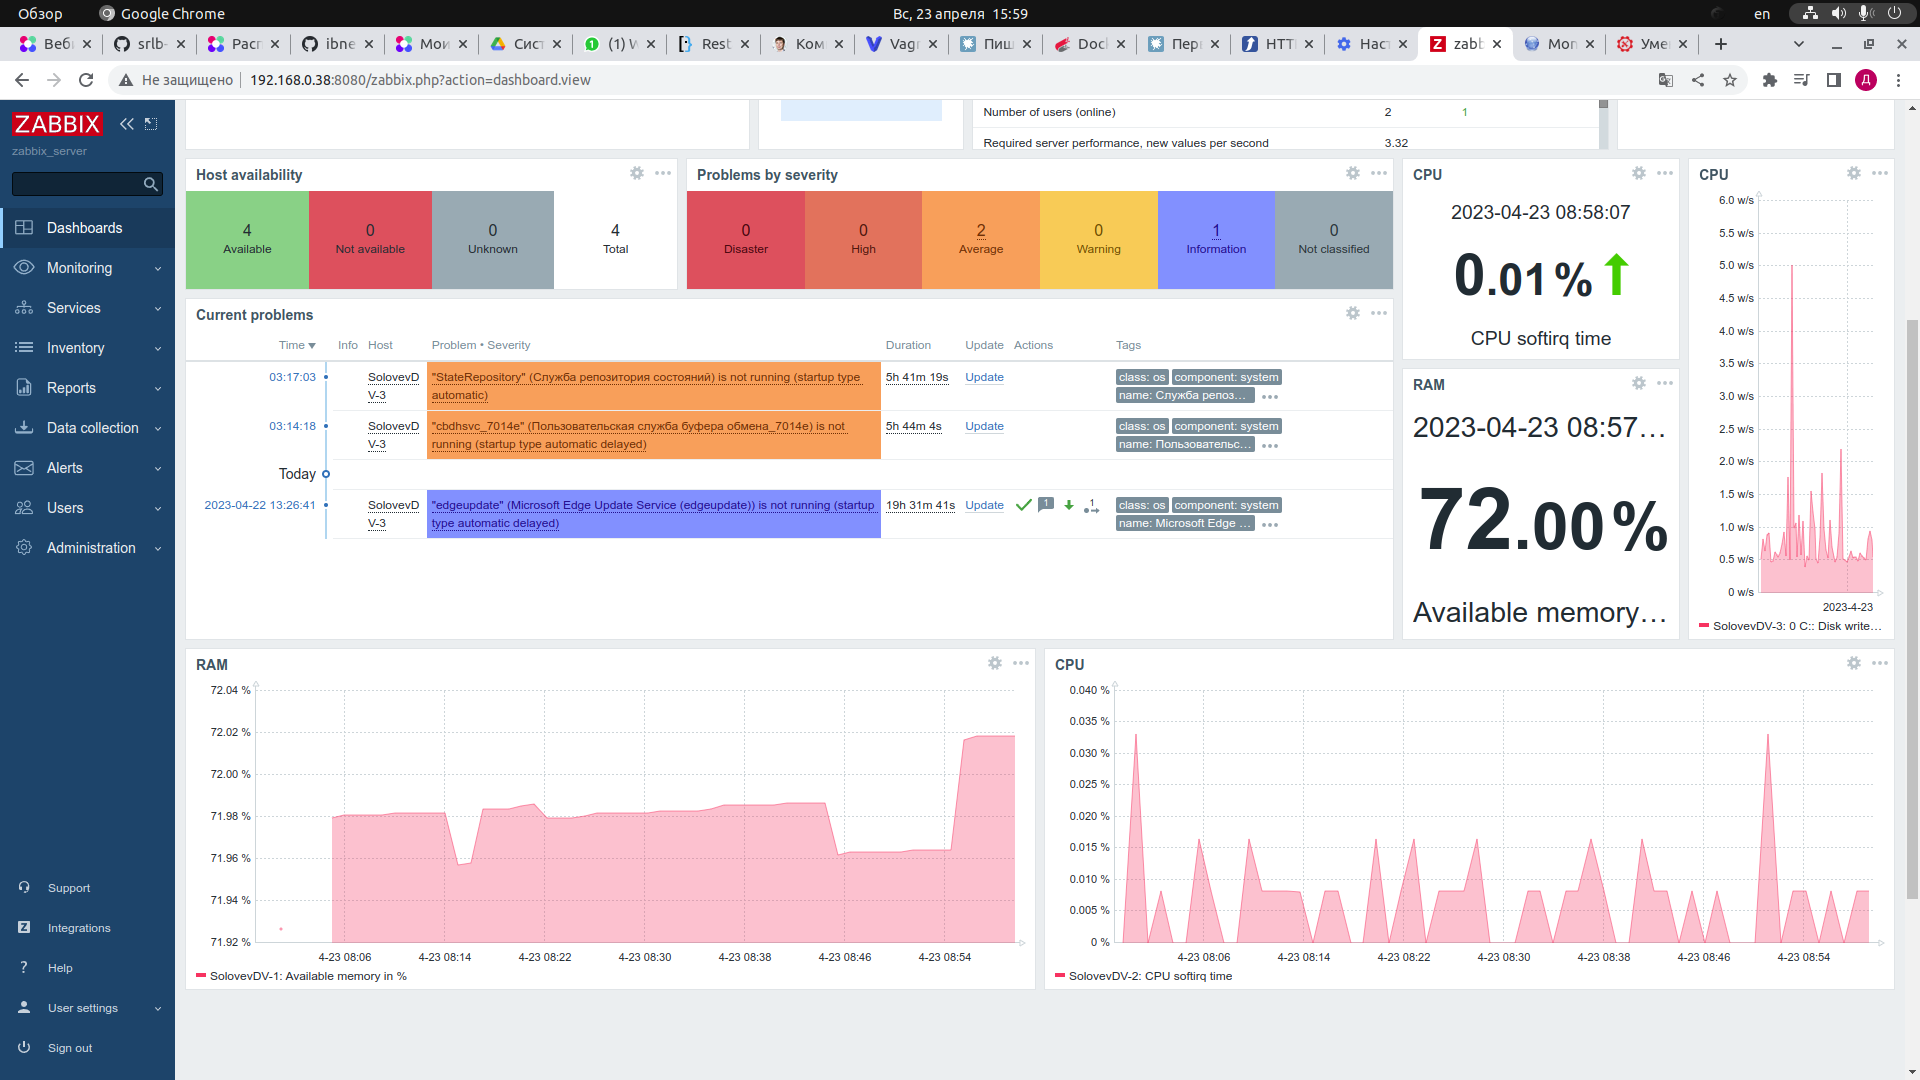 Обзор
Google Chrome
Вс, 23 апреля 15:59
en
Веб
srlb-
Расп
ibne
Мои
Сист
(1) W
Rest
Ком
Vagr
Пиш
Docl
Пер
HTTP
Наст
zabb
Mon
Уме
Не защищено
192.168.0.38:8080/zabbix.php?action=dashboard.view
Д
ZABBIX
zabbix_server
Dashboards
Monitoring
Services
Inventory
Reports
Data collection
Alerts
Users
Administration
Support
Integrations
Help
User settings
Sign out
Number of users (online) 2 1
Required server performance, new values per second 3.32
Host availability
4 Available
0 Not available
0 Unknown
4 Total
Problems by severity
0 Disaster
0 High
2 Average
0 Warning
1 Information
0 Not classified
CPU
2023-04-23 08:58:07
0.01 %
CPU softirq time
CPU
6.0 w/s
5.5 w/s
5.0 w/s
4.5 w/s
4.0 w/s
3.5 w/s
3.0 w/s
2.5 w/s
2.0 w/s
1.5 w/s
1.0 w/s
0.5 w/s
0 w/s
2023-4-23
SolovevDV-3: 0 C:: Disk write…
Current problems
Time Info Host Problem • Severity Duration Update Actions Tags
03:17:03 SolovevDV-3 "StateRepository" (Служба репозитория состояний) is not running (startup type automatic) 5h 41m 19s Update class: os component: system name: Служба репоз…
03:14:18 SolovevDV-3 "cbdhsvc_7014e" (Пользовательская служба буфера обмена_7014e) is not running (startup type automatic delayed) 5h 44m 4s Update class: os component: system name: Пользовательс…
Today
2023-04-22 13:26:41 SolovevDV-3 "edgeupdate" (Microsoft Edge Update Service (edgeupdate)) is not running (startup type automatic delayed) 19h 31m 41s Update 1 1 class: os component: system name: Microsoft Edge …
RAM
2023-04-23 08:57…
72.00 %
Available memory…
RAM
72.04 %
72.02 %
72.00 %
71.98 %
71.96 %
71.94 %
71.92 %
4-23 08:06 4-23 08:14 4-23 08:22 4-23 08:30 4-23 08:38 4-23 08:46 4-23 08:54
SolovevDV-1: Available memory in %
CPU
0.040 %
0.035 %
0.030 %
0.025 %
0.020 %
0.015 %
0.010 %
0.005 %
0 %
4-23 08:06 4-23 08:14 4-23 08:22 4-23 08:30 4-23 08:38 4-23 08:46 4-23 08:54
SolovevDV-2: CPU softirq time